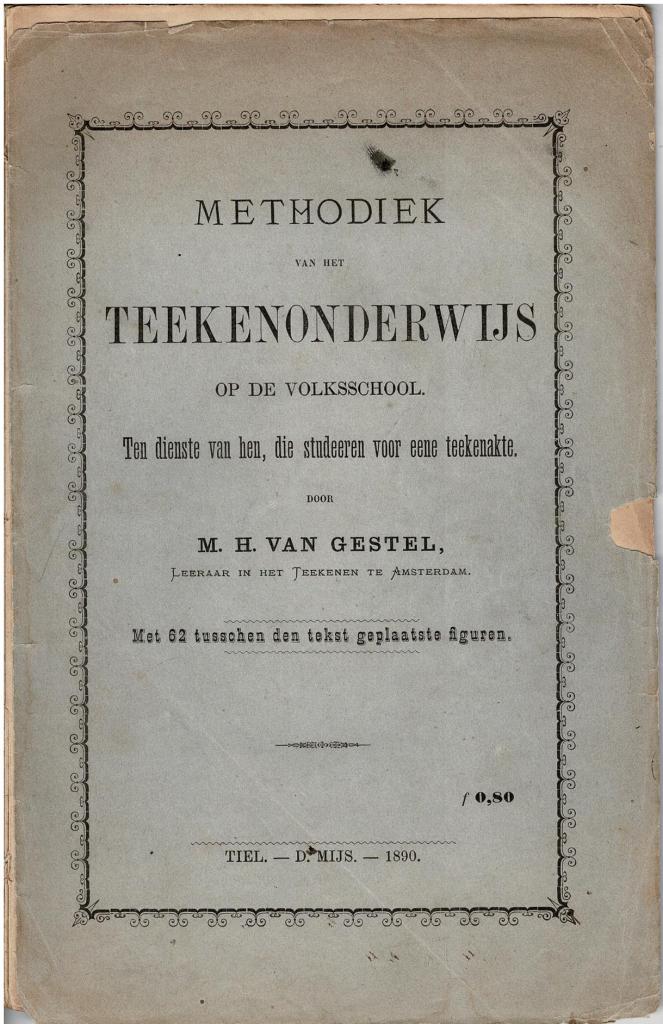 METHODIEK
VAN HET
TEEKENONDERWIJS
OP DE VOLKSSCHOOL.
Ten dienste van hen, die studeeren voor eene teekenakte.
DOOR
M. H. VAN GESTEL,
LEERAAR IN HET TEEKENEN TE AMSTERDAM.
Met 62 tusschen den tekst geplaatste figuren.
f 0,80
TIEL. — D. MIJS. — 1890.